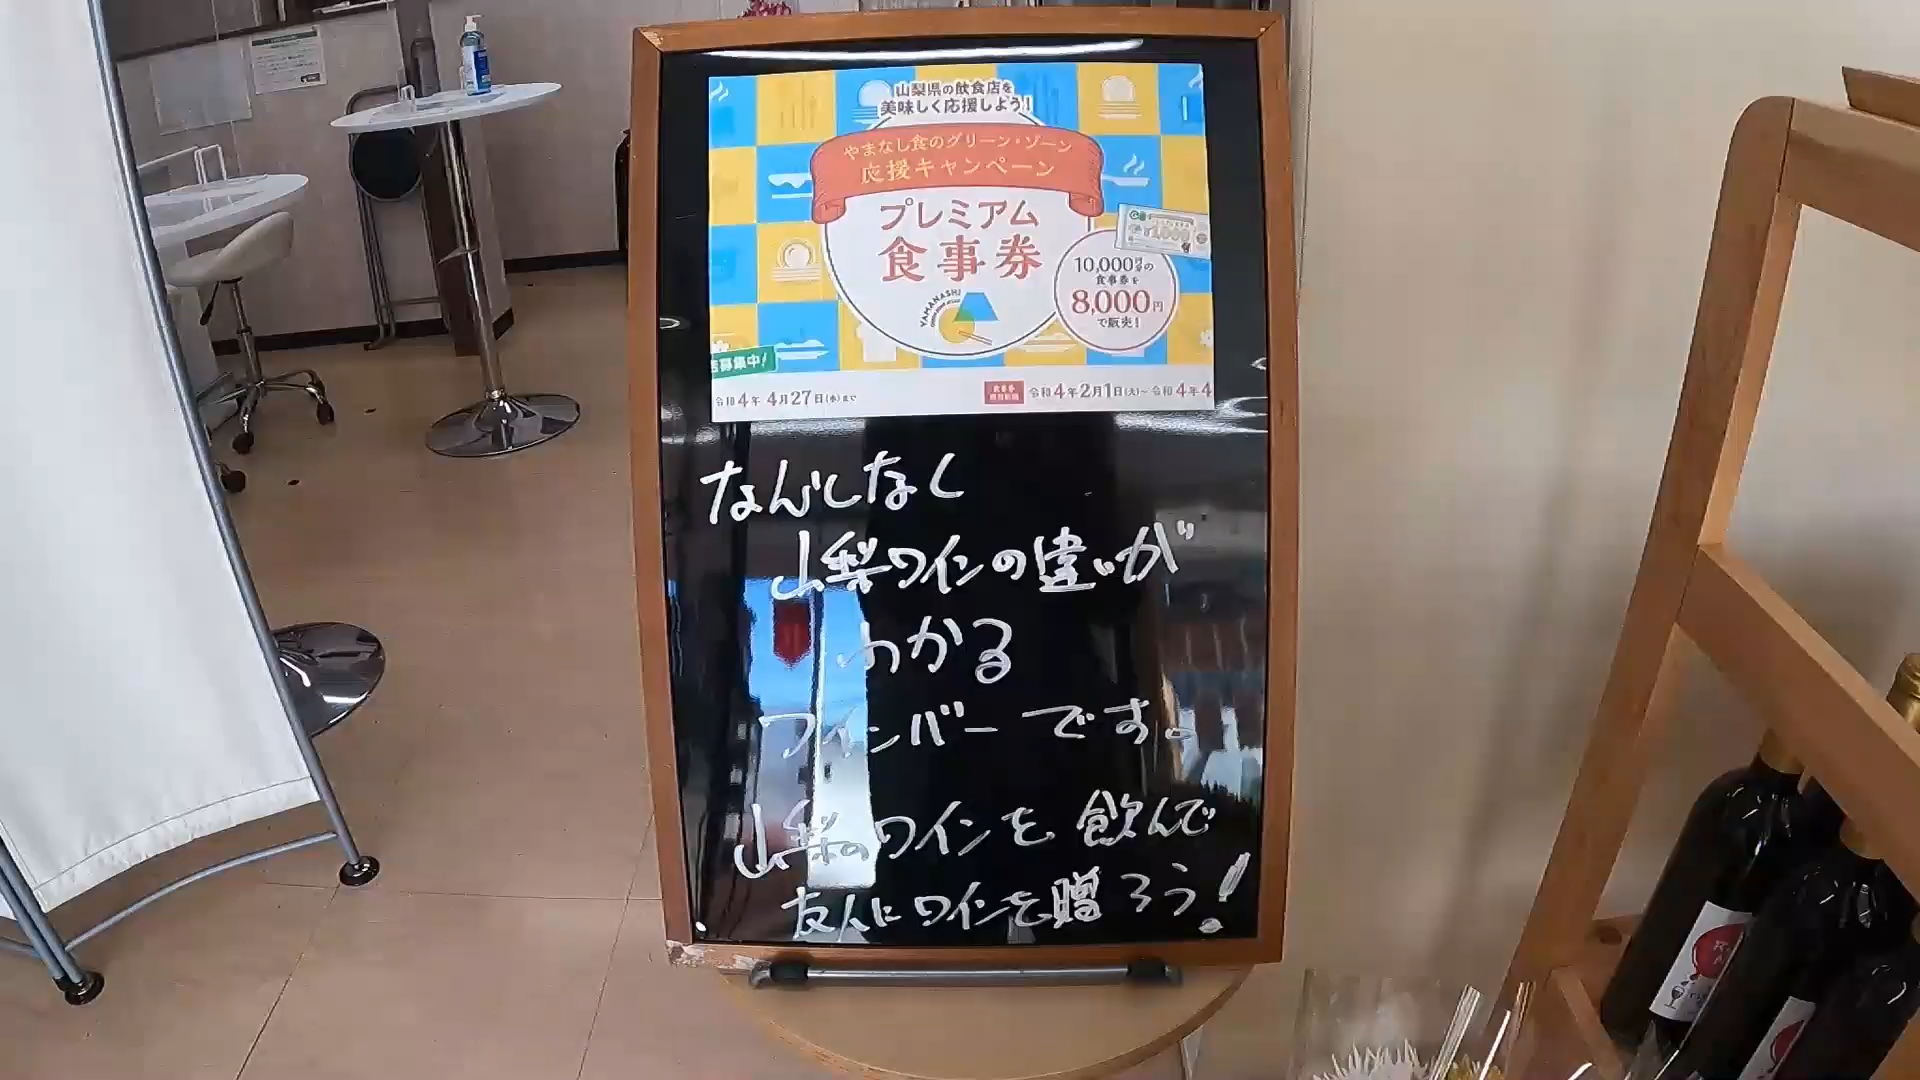 山梨県の飲食店を
美味しく応援しよう!
やまなし食のグリーン・ゾーン
応援キャンペーン
プレミアム
食事券
10,000円分の
食事券を
8,000円
で販売!
YAMANASHI
店募集中!
令和4年 4月27日(水)まで
令和4年2月1日(火)~令和4年4
なんとなく
山梨ワインの違いが
わかる
ワインバーです。
山梨のワインを飲んで
友人にワインを贈ろう!